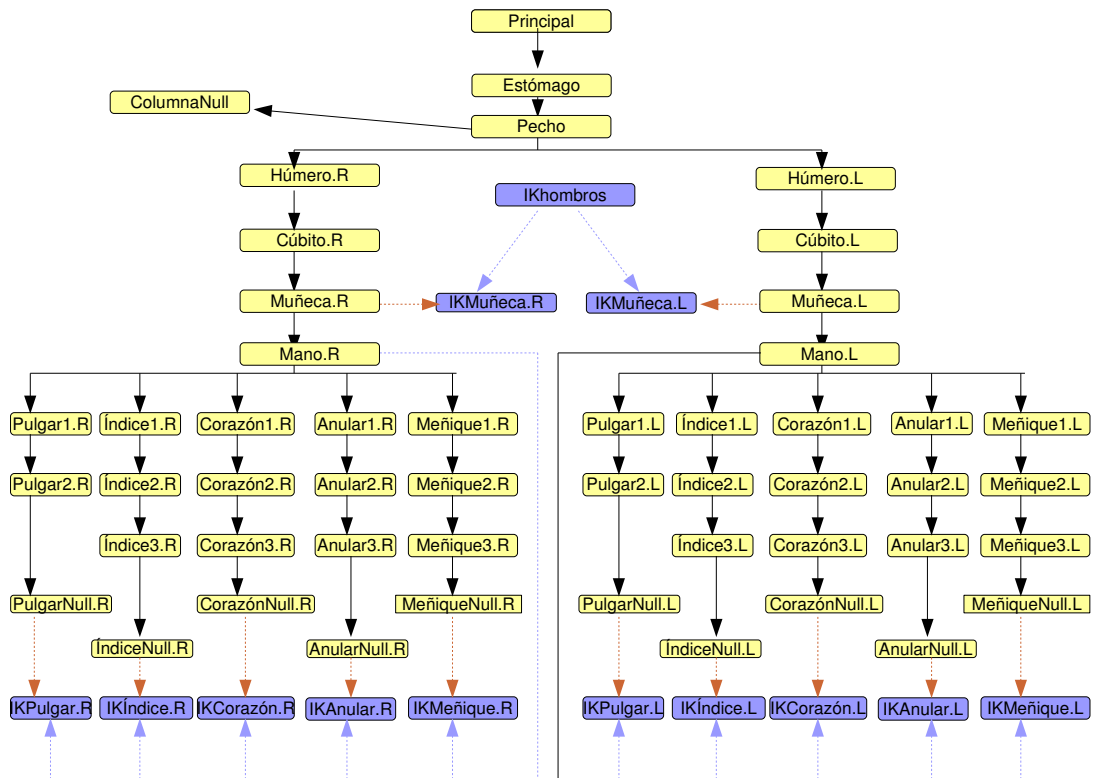 Principal
Estómago
ColumnaNull
Pecho
Húmero.R
Húmero.L
IKhombros
Cúbito.R
Cúbito.L
Muñeca.R
IKMuñeca.R
IKMuñeca.L
Muñeca.L
Mano.R
Mano.L
Pulgar1.R
Índice1.R
Corazón1.R
Anular1.R
Meñique1.R
Pulgar1.L
Índice1.L
Corazón1.L
Anular1.L
Meñique1.L
Pulgar2.R
Índice2.R
Corazón2.R
Anular2.R
Meñique2.R
Pulgar2.L
Índice2.L
Corazón2.L
Anular2.L
Meñique2.L
Índice3.R
Corazón3.R
Anular3.R
Meñique3.R
Índice3.L
Corazón3.L
Anular3.L
Meñique3.L
PulgarNull.R
CorazónNull.R
MeñiqueNull.R
PulgarNull.L
CorazónNull.L
MeñiqueNull.L
ÍndiceNull.R
AnularNull.R
ÍndiceNull.L
AnularNull.L
IKPulgar.R
IKÍndice.R
IKCorazón.R
IKAnular.R
IKMeñique.R
IKPulgar.L
IKÍndice.L
IKCorazón.L
IKAnular.L
IKMeñique.L